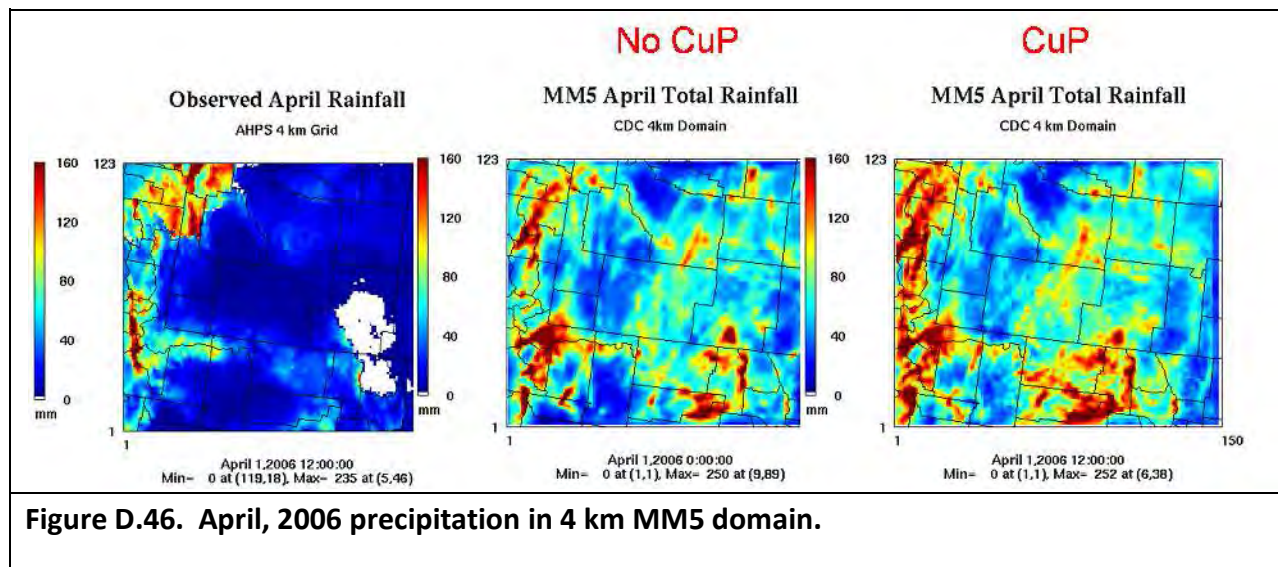 No CuP
CuP
Observed April Rainfall
AHPS 4 km Grid
MM5 April Total Rainfall
CDC 4km Domain
MM5 April Total Rainfall
CDC 4 km Domain
160
120
80
40
0
mm
123
1
1
April 1,2006 12:00:00
Min= 0 at (119,18), Max= 235 at (5,46)
160
120
80
40
0
mm
123
1
1
April 1,2006 0:00:00
Min= 0 at (1,1), Max= 250 at (9,89)
160
120
80
40
0
mm
123
1
1
150
April 1,2006 12:00:00
Min= 0 at (1,1), Max= 252 at (6,38)
Figure D.46. April, 2006 precipitation in 4 km MM5 domain.